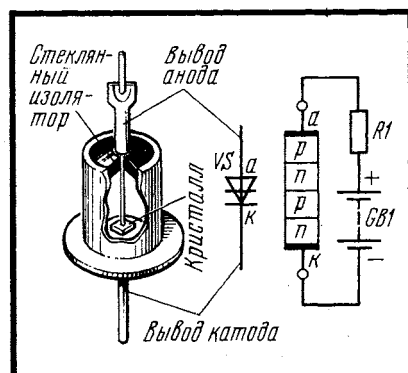 Стеклян-
ный
изоля-
тор
Вывод
анода
Кристалл
Вывод катода
VS
а
к
а
p
n
p
n
к
R1
+
GB1
−